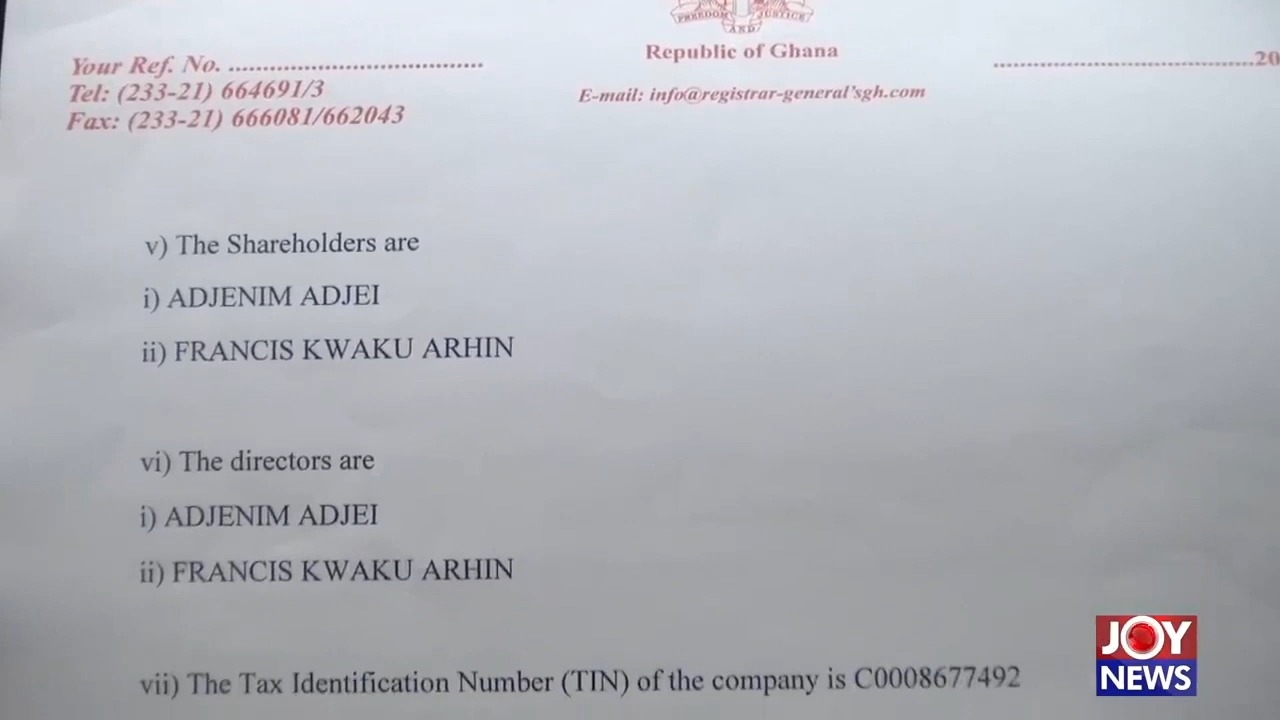 FREEDOM AND JUSTICE
Republic of Ghana
Your Ref. No. ......................................
Tel: (233-21) 664691/3
Fax: (233-21) 666081/662043
E-mail: info@registrar-general'sgh.com
......................................20
v) The Shareholders are
i) ADJENIM ADJEI
ii) FRANCIS KWAKU ARHIN
vi) The directors are
i) ADJENIM ADJEI
ii) FRANCIS KWAKU ARHIN
vii) The Tax Identification Number (TIN) of the company is C0008677492
JOY
NEWS